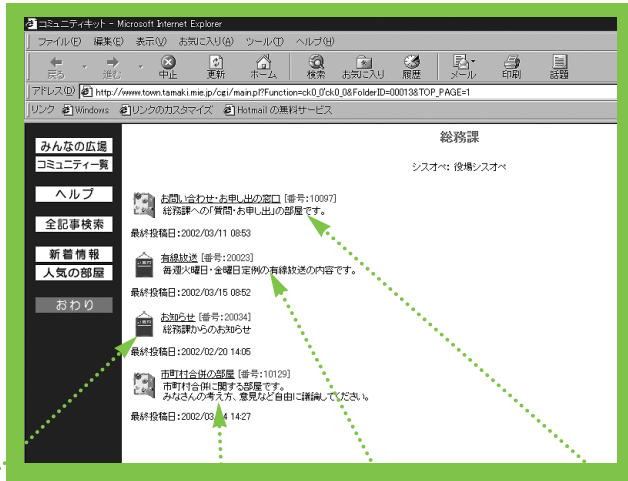 コミュニティキット - Microsoft Internet Explorer
ファイル(F) 編集(E) 表示(V) お気に入り(A) ツール(T) ヘルプ(H)
戻る 進む 中止 更新 ホーム 検索 お気に入り 履歴 メール 印刷 話題
アドレス(D) http://www.town.tamaki.mie.jp/cgi/main.pl?Function=ck0_0'ck0_0&FolderID=00013&TOP_PAGE=1
リンク Windows リンクのカスタマイズ Hotmail の無料サービス
みんなの広場
コミュニティ一覧
ヘルプ
全記事検索
新着情報
人気の部屋
おわり
総務課
シスオペ: 役場シスオペ
お問い合わせ・お申し出の窓口 [番号:10097]
総務課への「質問・お申し出」の部屋です。
最終投稿日:2002/03/11 08:53
有線放送 [番号:20023]
毎週火曜日・金曜日定例の有線放送の内容です。
最終投稿日:2002/03/15 08:52
お知らせ [番号:20034]
総務課からのお知らせ
最終投稿日:2002/02/20 14:05
市町村合併の部屋 [番号:10129]
市町村合併に関する部屋です。
みなさんの考え方、意見など自由に議論してください。
最終投稿日:2002/03/ 4 14:27